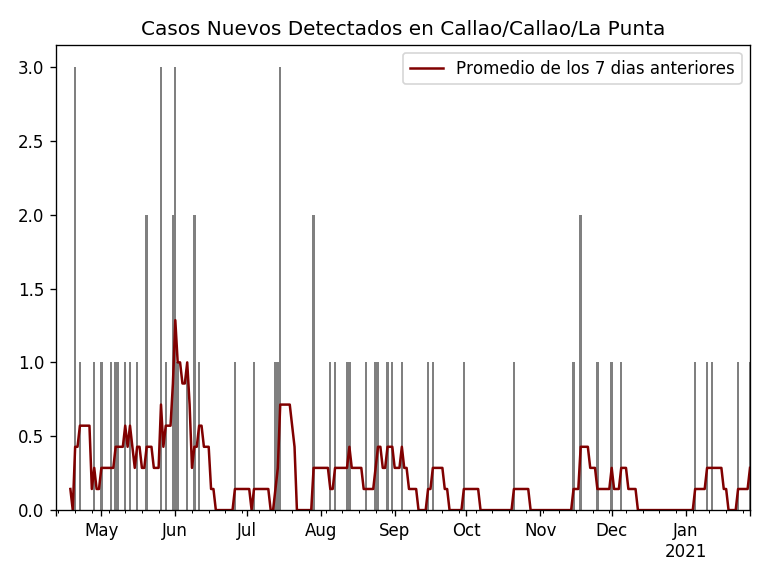 Casos Nuevos Detectados en Callao/Callao/La Punta
Promedio de los 7 dias anteriores
3.0
2.5
2.0
1.5
1.0
0.5
0.0
May Jun Jul Aug Sep Oct Nov Dec Jan
2021